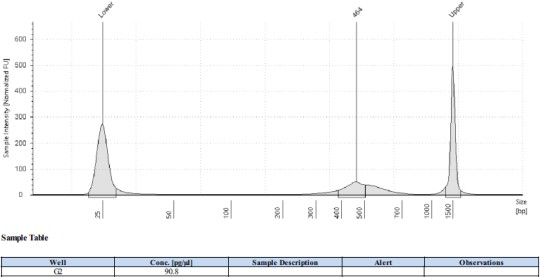 Lower
464
Upper
Sample Intensity [Normalized FU]
600
500
400
300
200
100
0
25
50
100
200
300
400
500
700
1000
1500
Size
[bp]
Sample Table
Well Conc. [pg/µl] Sample Description Alert Observations
G2 90.8